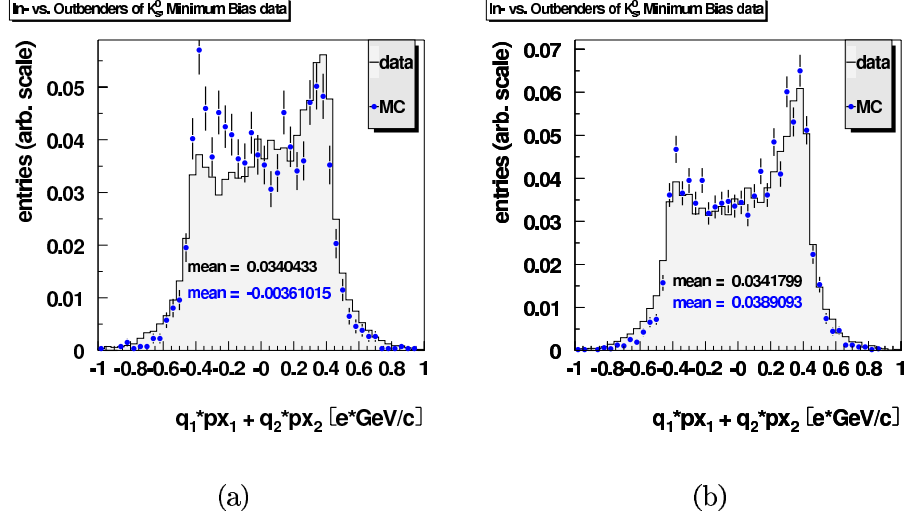 In- vs. Outbenders of K⁰ₛ Minimum Bias data
entries (arb. scale)
0.05
0.04
0.03
0.02
0.01
0
data
MC
mean = 0.0340433
mean = -0.00361015
-1 -0.8 -0.6 -0.4 -0.2 -0 0.2 0.4 0.6 0.8 1
q₁*px₁ + q₂*px₂ [e*GeV/c]
(a)
In- vs. Outbenders of K⁰ₛ Minimum Bias data
entries (arb. scale)
0.07
0.06
0.05
0.04
0.03
0.02
0.01
0
data
MC
mean = 0.0341799
mean = 0.0389093
-1 -0.8 -0.6 -0.4 -0.2 -0 0.2 0.4 0.6 0.8 1
q₁*px₁ + q₂*px₂ [e*GeV/c]
(b)